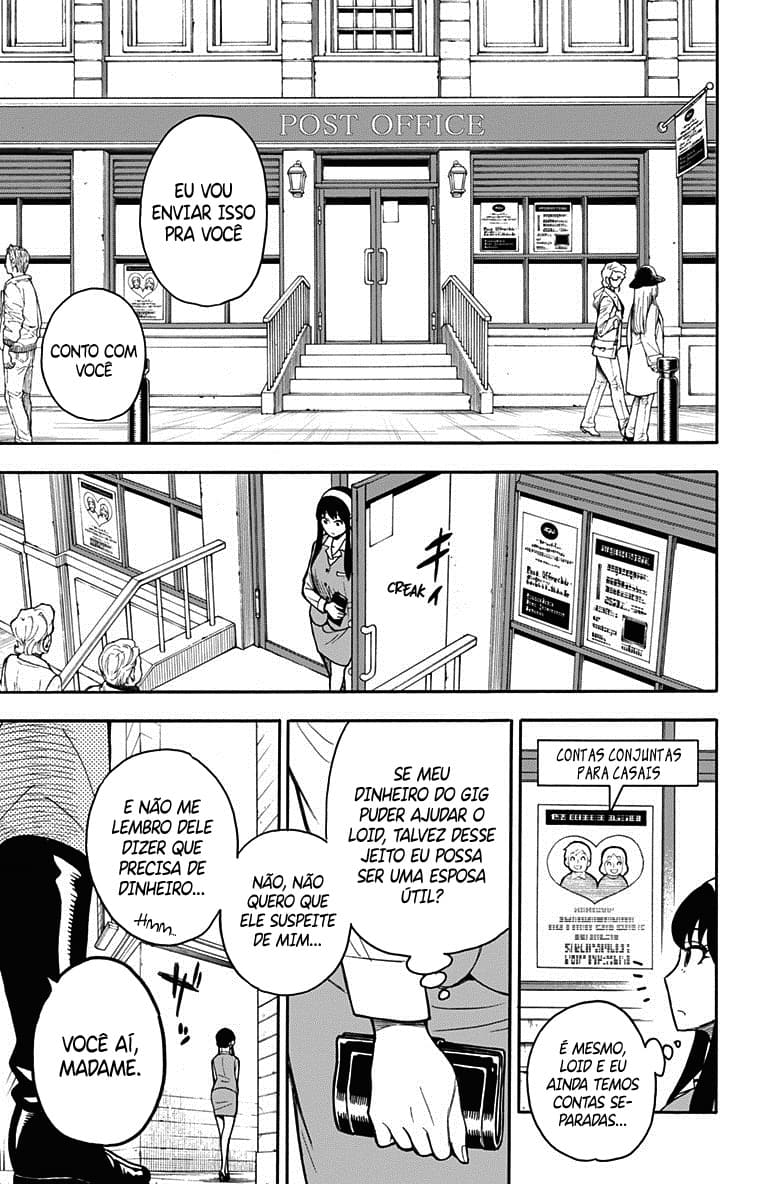 POST OFFICE
EU VOU
ENVIAR ISSO
PRA VOCÊ
CONTO COM
VOCÊ
CREAK
CONTAS CONJUNTAS
PARA CASAIS
É MESMO,
LOID E EU
AINDA TEMOS
CONTAS SE-
PARADAS...
SE MEU
DINHEIRO DO GIG
PUDER AJUDAR O
LOID, TALVEZ DESSE
JEITO EU POSSA
SER UMA ESPOSA
ÚTIL?
NÃO, NÃO
QUERO QUE
ELE SUSPEITE
DE MIM...
E NÃO ME
LEMBRO DELE
DIZER QUE
PRECISA DE
DINHEIRO...
HMM..
VOCÊ AÍ,
MADAME.